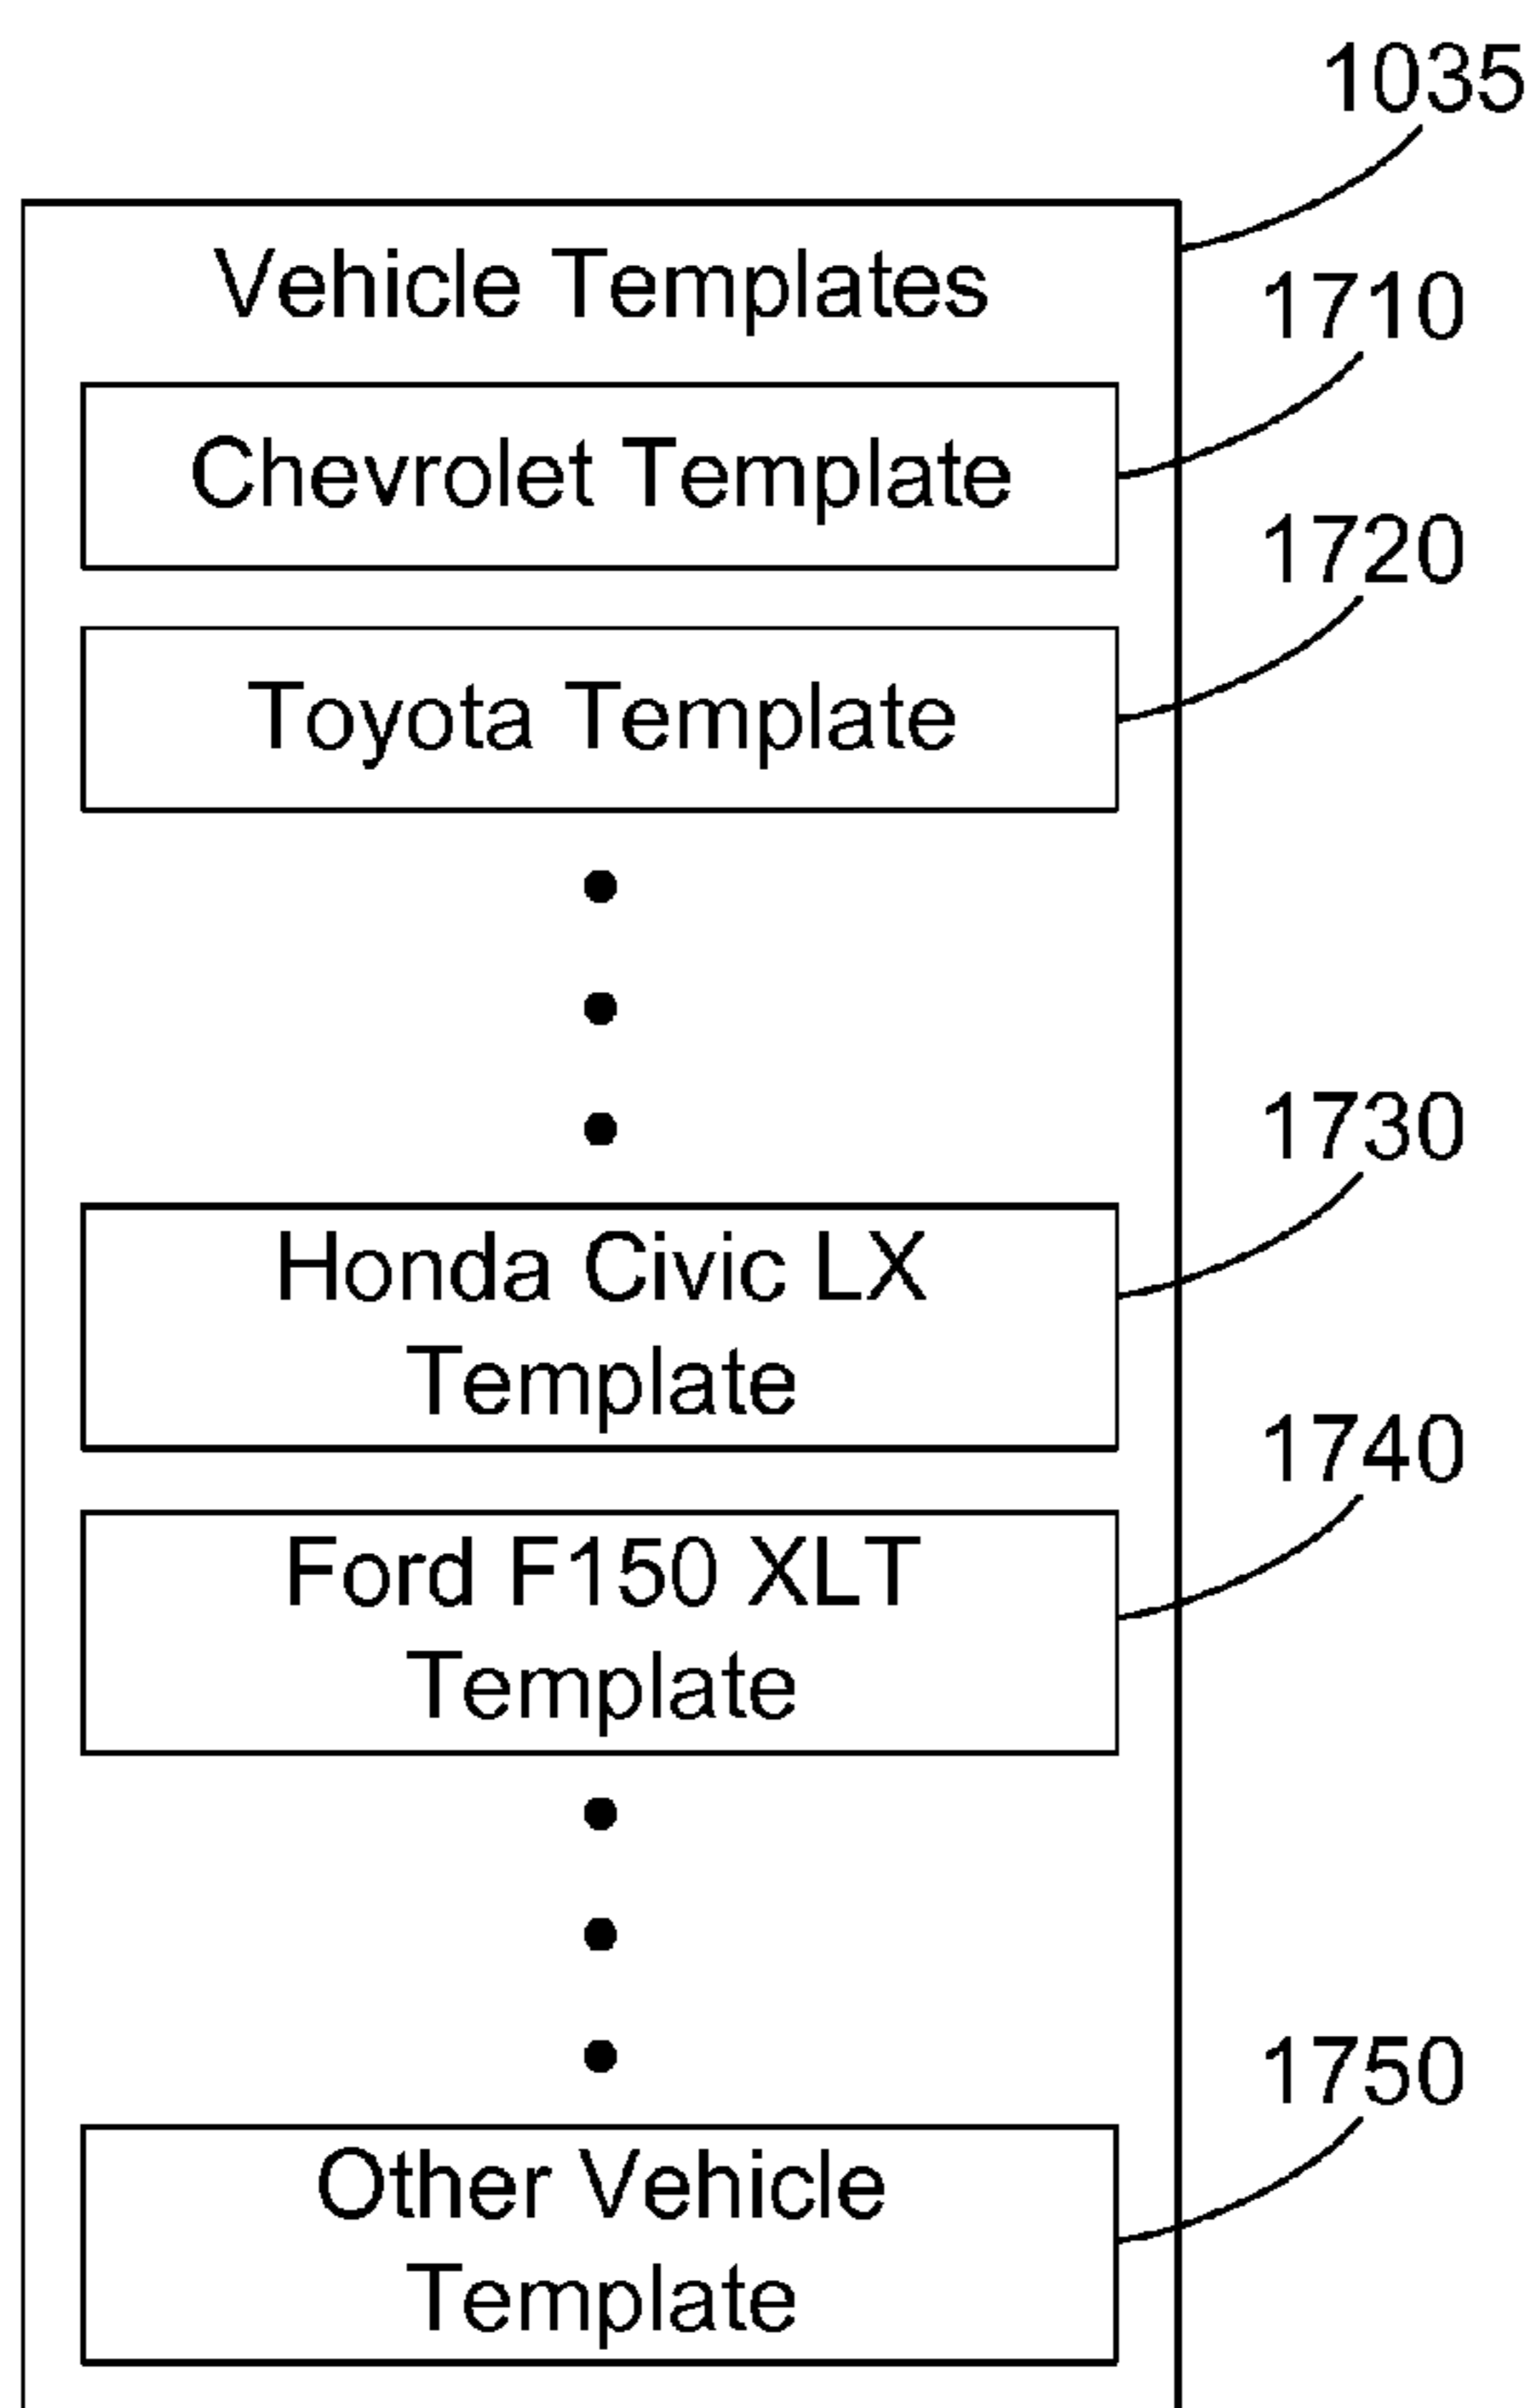 1035
Vehicle Templates
1710
Chevrolet Template
1720
Toyota Template
1730
Honda Civic LX
Template
1740
Ford F150 XLT
Template
1750
Other Vehicle
Template